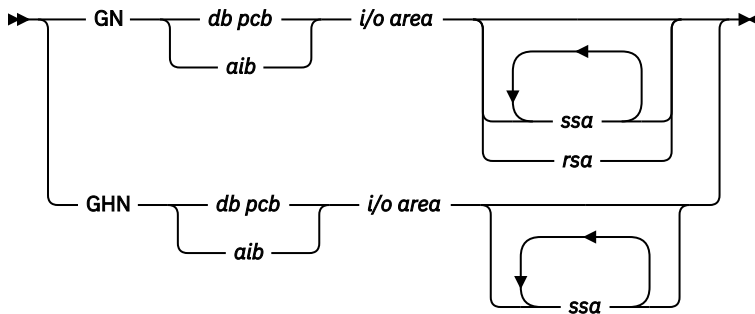 GN db pcb i/o area
aib
ssa
rsa
GHN db pcb i/o area
aib
ssa